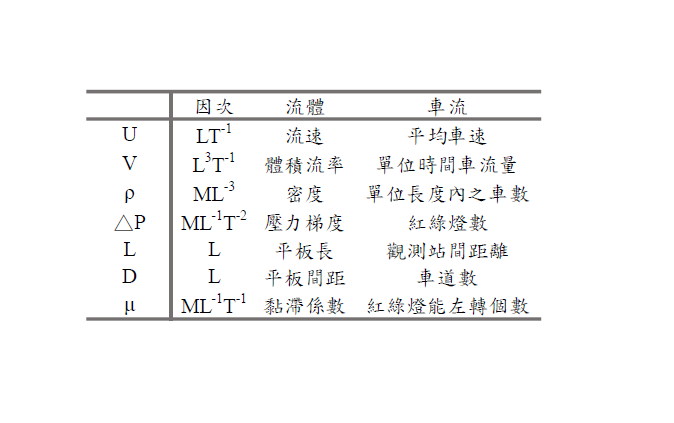 因次 流體 車流
U LT⁻¹ 流速 平均車速
V L³T⁻¹ 體積流率 單位時間車流量
ρ ML⁻³ 密度 單位長度內之車數
△P ML⁻¹T⁻² 壓力梯度 紅綠燈數
L L 平板長 觀測站間距離
D L 平板間距 車道數
μ ML⁻¹T⁻¹ 黏滯係數 紅綠燈能左轉個數